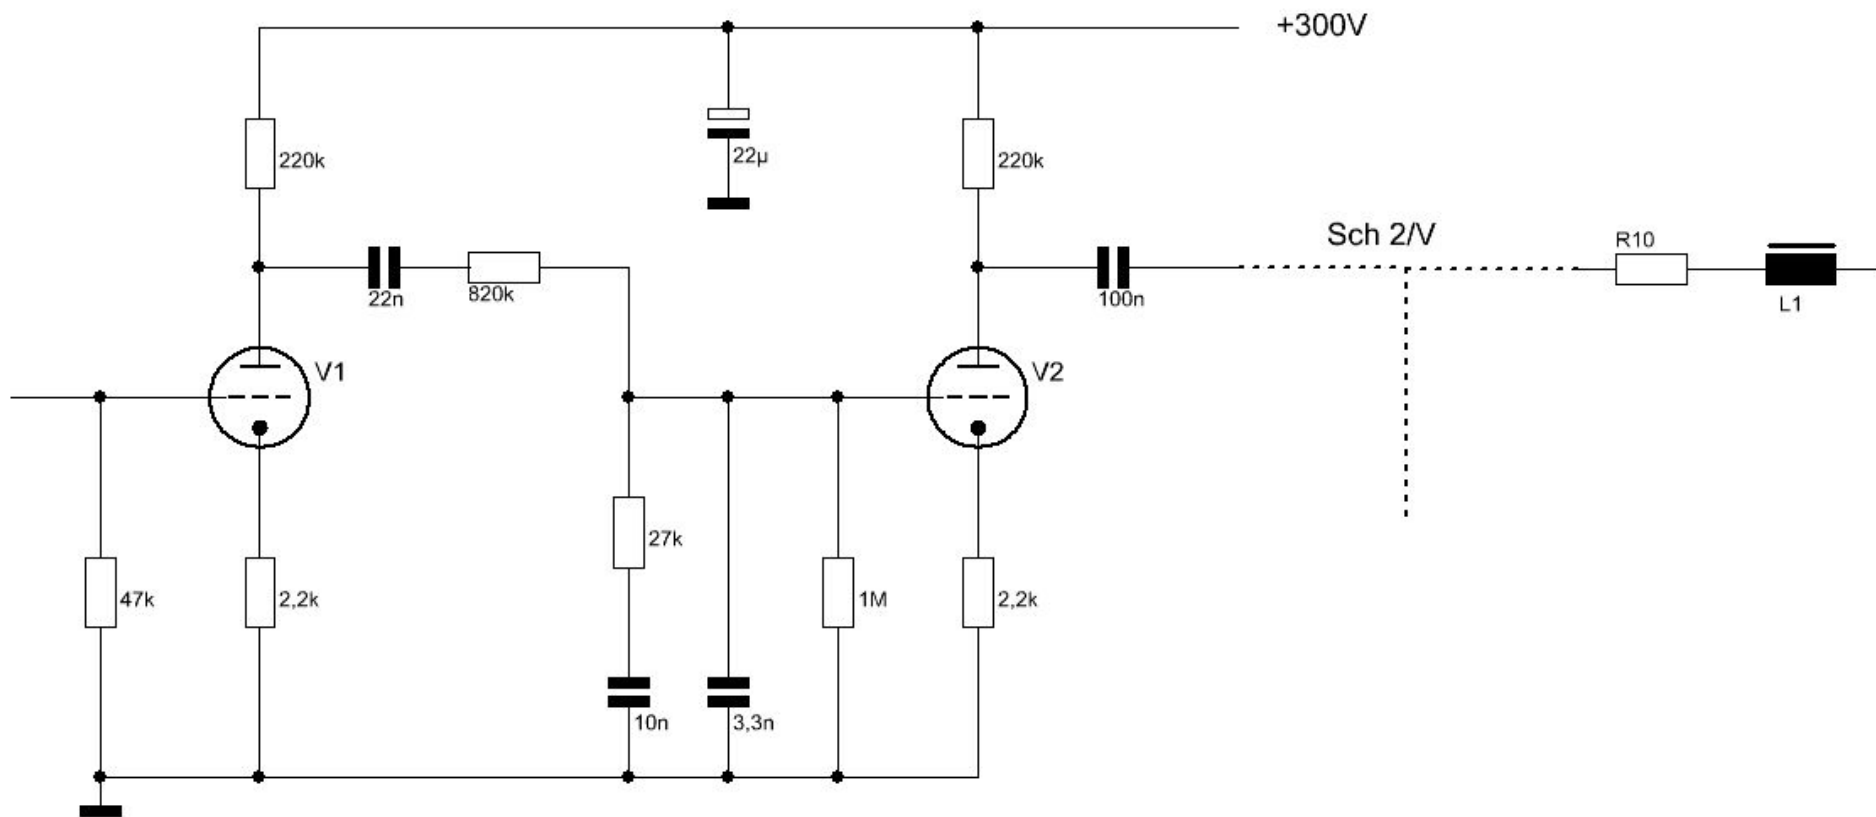 +300V
220k
22µ
220k
Sch 2/V
R10
22n
820k
100n
L1
V1
V2
27k
47k
2,2k
1M
2,2k
10n
3,3n